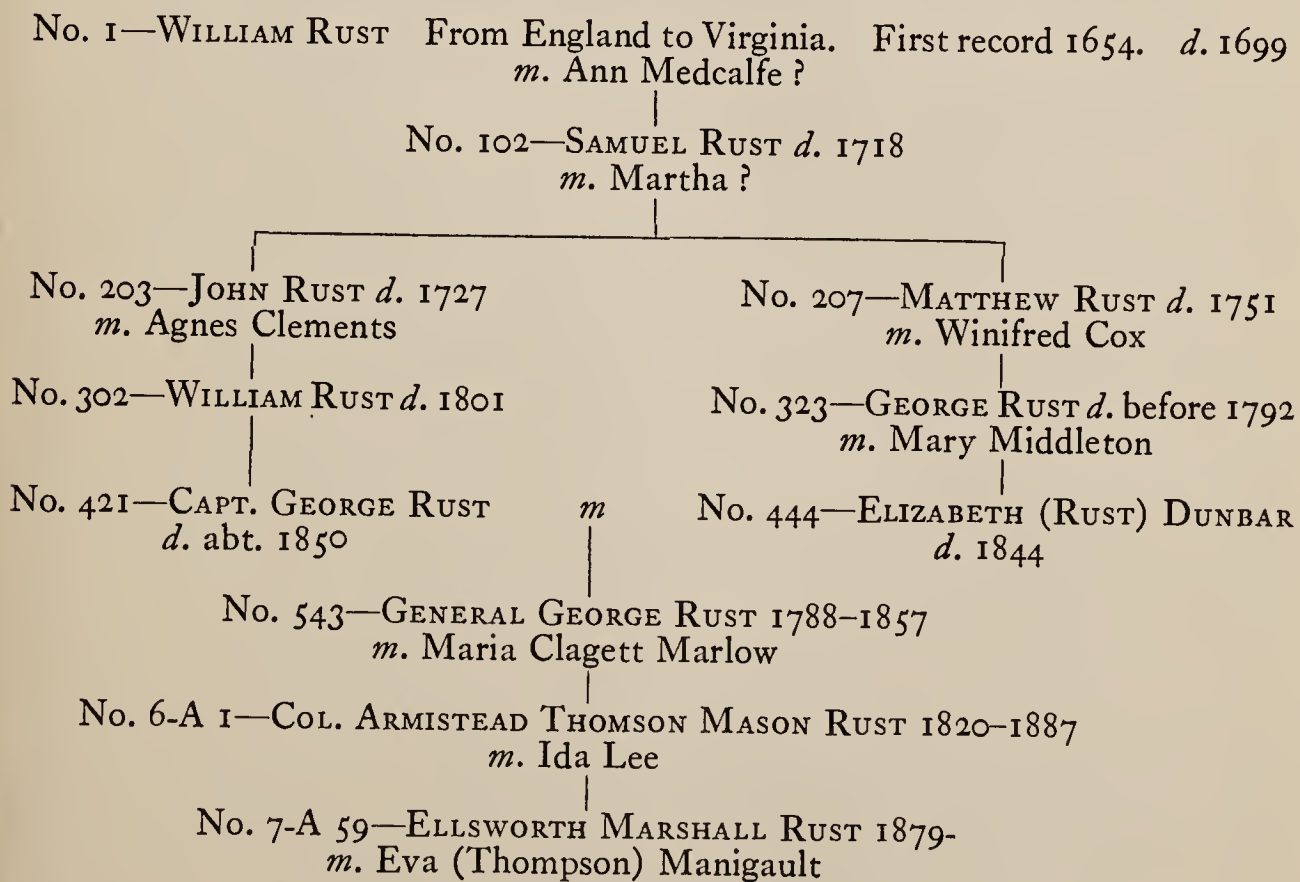 No. 1—William Rust From England to Virginia. First record 1654. d. 1699
m. Ann Medcalfe ?
No. 102—Samuel Rust d. 1718
m. Martha ?
No. 203—John Rust d. 1727
m. Agnes Clements
No. 207—Matthew Rust d. 1751
m. Winifred Cox
No. 302—William Rust d. 1801
No. 323—George Rust d. before 1792
m. Mary Middleton
No. 421—Capt. George Rust
d. abt. 1850
m
No. 444—Elizabeth (Rust) Dunbar
d. 1844
No. 543—General George Rust 1788–1857
m. Maria Clagett Marlow
No. 6-A 1—Col. Armistead Thomson Mason Rust 1820–1887
m. Ida Lee
No. 7-A 59—Ellsworth Marshall Rust 1879-
m. Eva (Thompson) Manigault